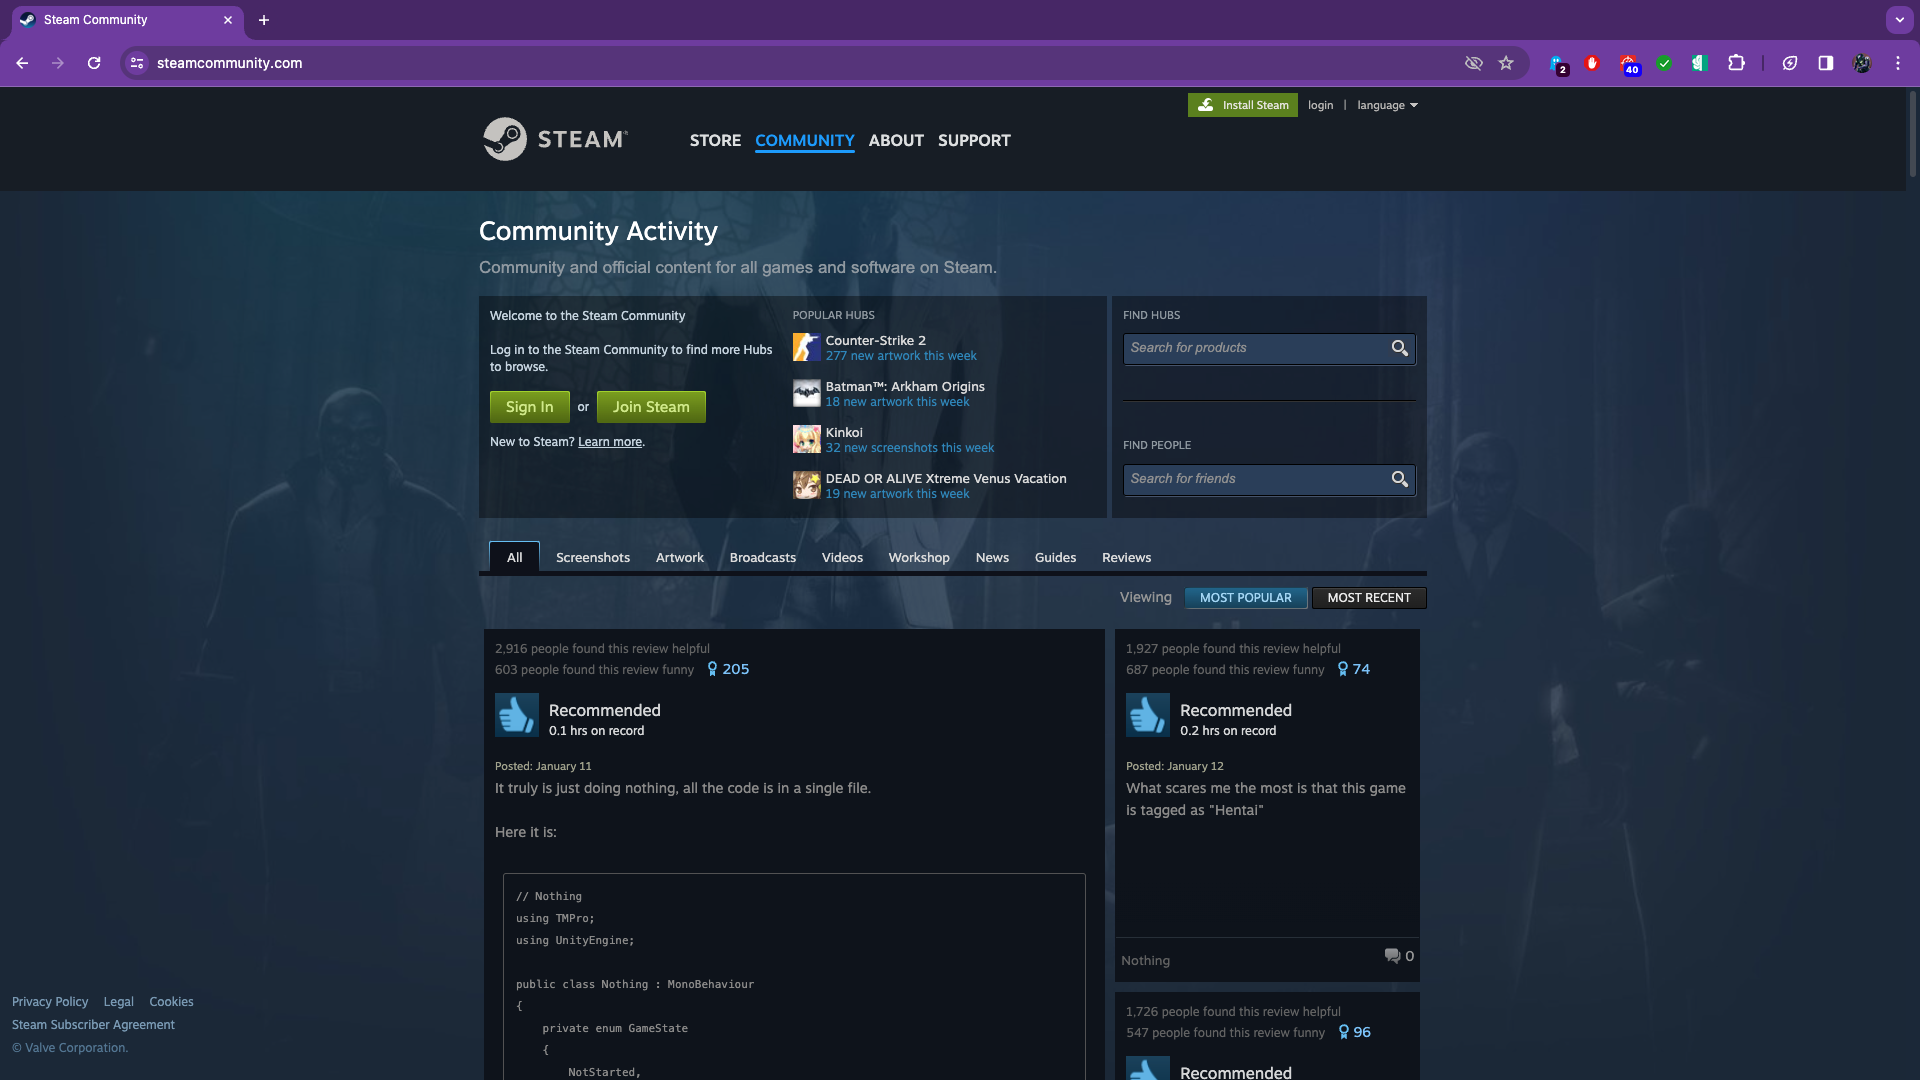 Steam Community
steamcommunity.com
2
40
Install Steam
login | language
STEAM
STORE COMMUNITY ABOUT SUPPORT
Community Activity
Community and official content for all games and software on Steam.
Welcome to the Steam Community
Log in to the Steam Community to find more Hubs
to browse.
Sign In or Join Steam
New to Steam? Learn more.
POPULAR HUBS
Counter-Strike 2
277 new artwork this week
Batman™: Arkham Origins
18 new artwork this week
Kinkoi
32 new screenshots this week
DEAD OR ALIVE Xtreme Venus Vacation
19 new artwork this week
FIND HUBS
Search for products
FIND PEOPLE
Search for friends
All Screenshots Artwork Broadcasts Videos Workshop News Guides Reviews
Viewing MOST POPULAR MOST RECENT
2,916 people found this review helpful
603 people found this review funny 205
Recommended
0.1 hrs on record
Posted: January 11
It truly is just doing nothing, all the code is in a single file.
Here it is:
// Nothing
using TMPro;
using UnityEngine;
public class Nothing : MonoBehaviour
{
private enum GameState
{
NotStarted,
1,927 people found this review helpful
687 people found this review funny 74
Recommended
0.2 hrs on record
Posted: January 12
What scares me the most is that this game
is tagged as "Hentai"
Nothing 0
1,726 people found this review helpful
547 people found this review funny 96
Recommended
Privacy Policy Legal Cookies
Steam Subscriber Agreement
© Valve Corporation.